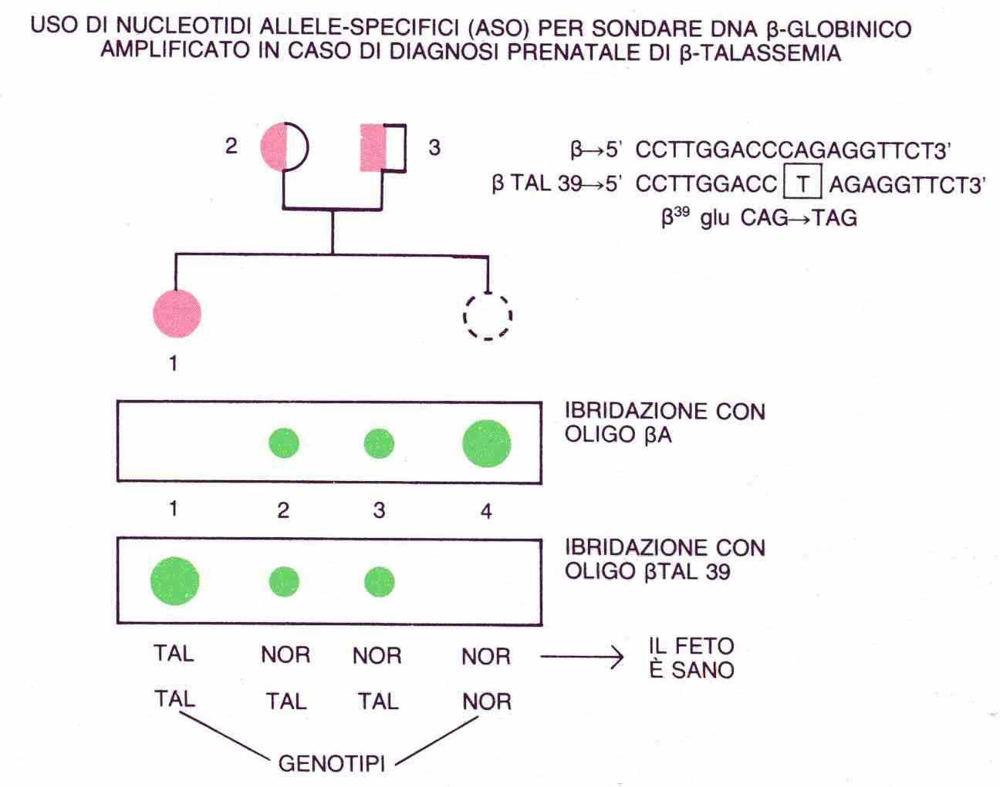 USO DI NUCLEOTIDI ALLELE-SPECIFICI (ASO) PER SONDARE DNA β-GLOBINICO
AMPLIFICATO IN CASO DI DIAGNOSI PRENATALE DI β-TALASSEMIA
2
3
β→5' CCTTGGACCCAGAGGTTCT3'
β TAL 39→5' CCTTGGACC T AGAGGTTCT3'
β³⁹ glu CAG→TAG
1
IBRIDAZIONE CON
OLIGO βA
1 2 3 4
IBRIDAZIONE CON
OLIGO βTAL 39
TAL NOR NOR NOR → IL FETO
È SANO
TAL TAL TAL NOR
GENOTIPI